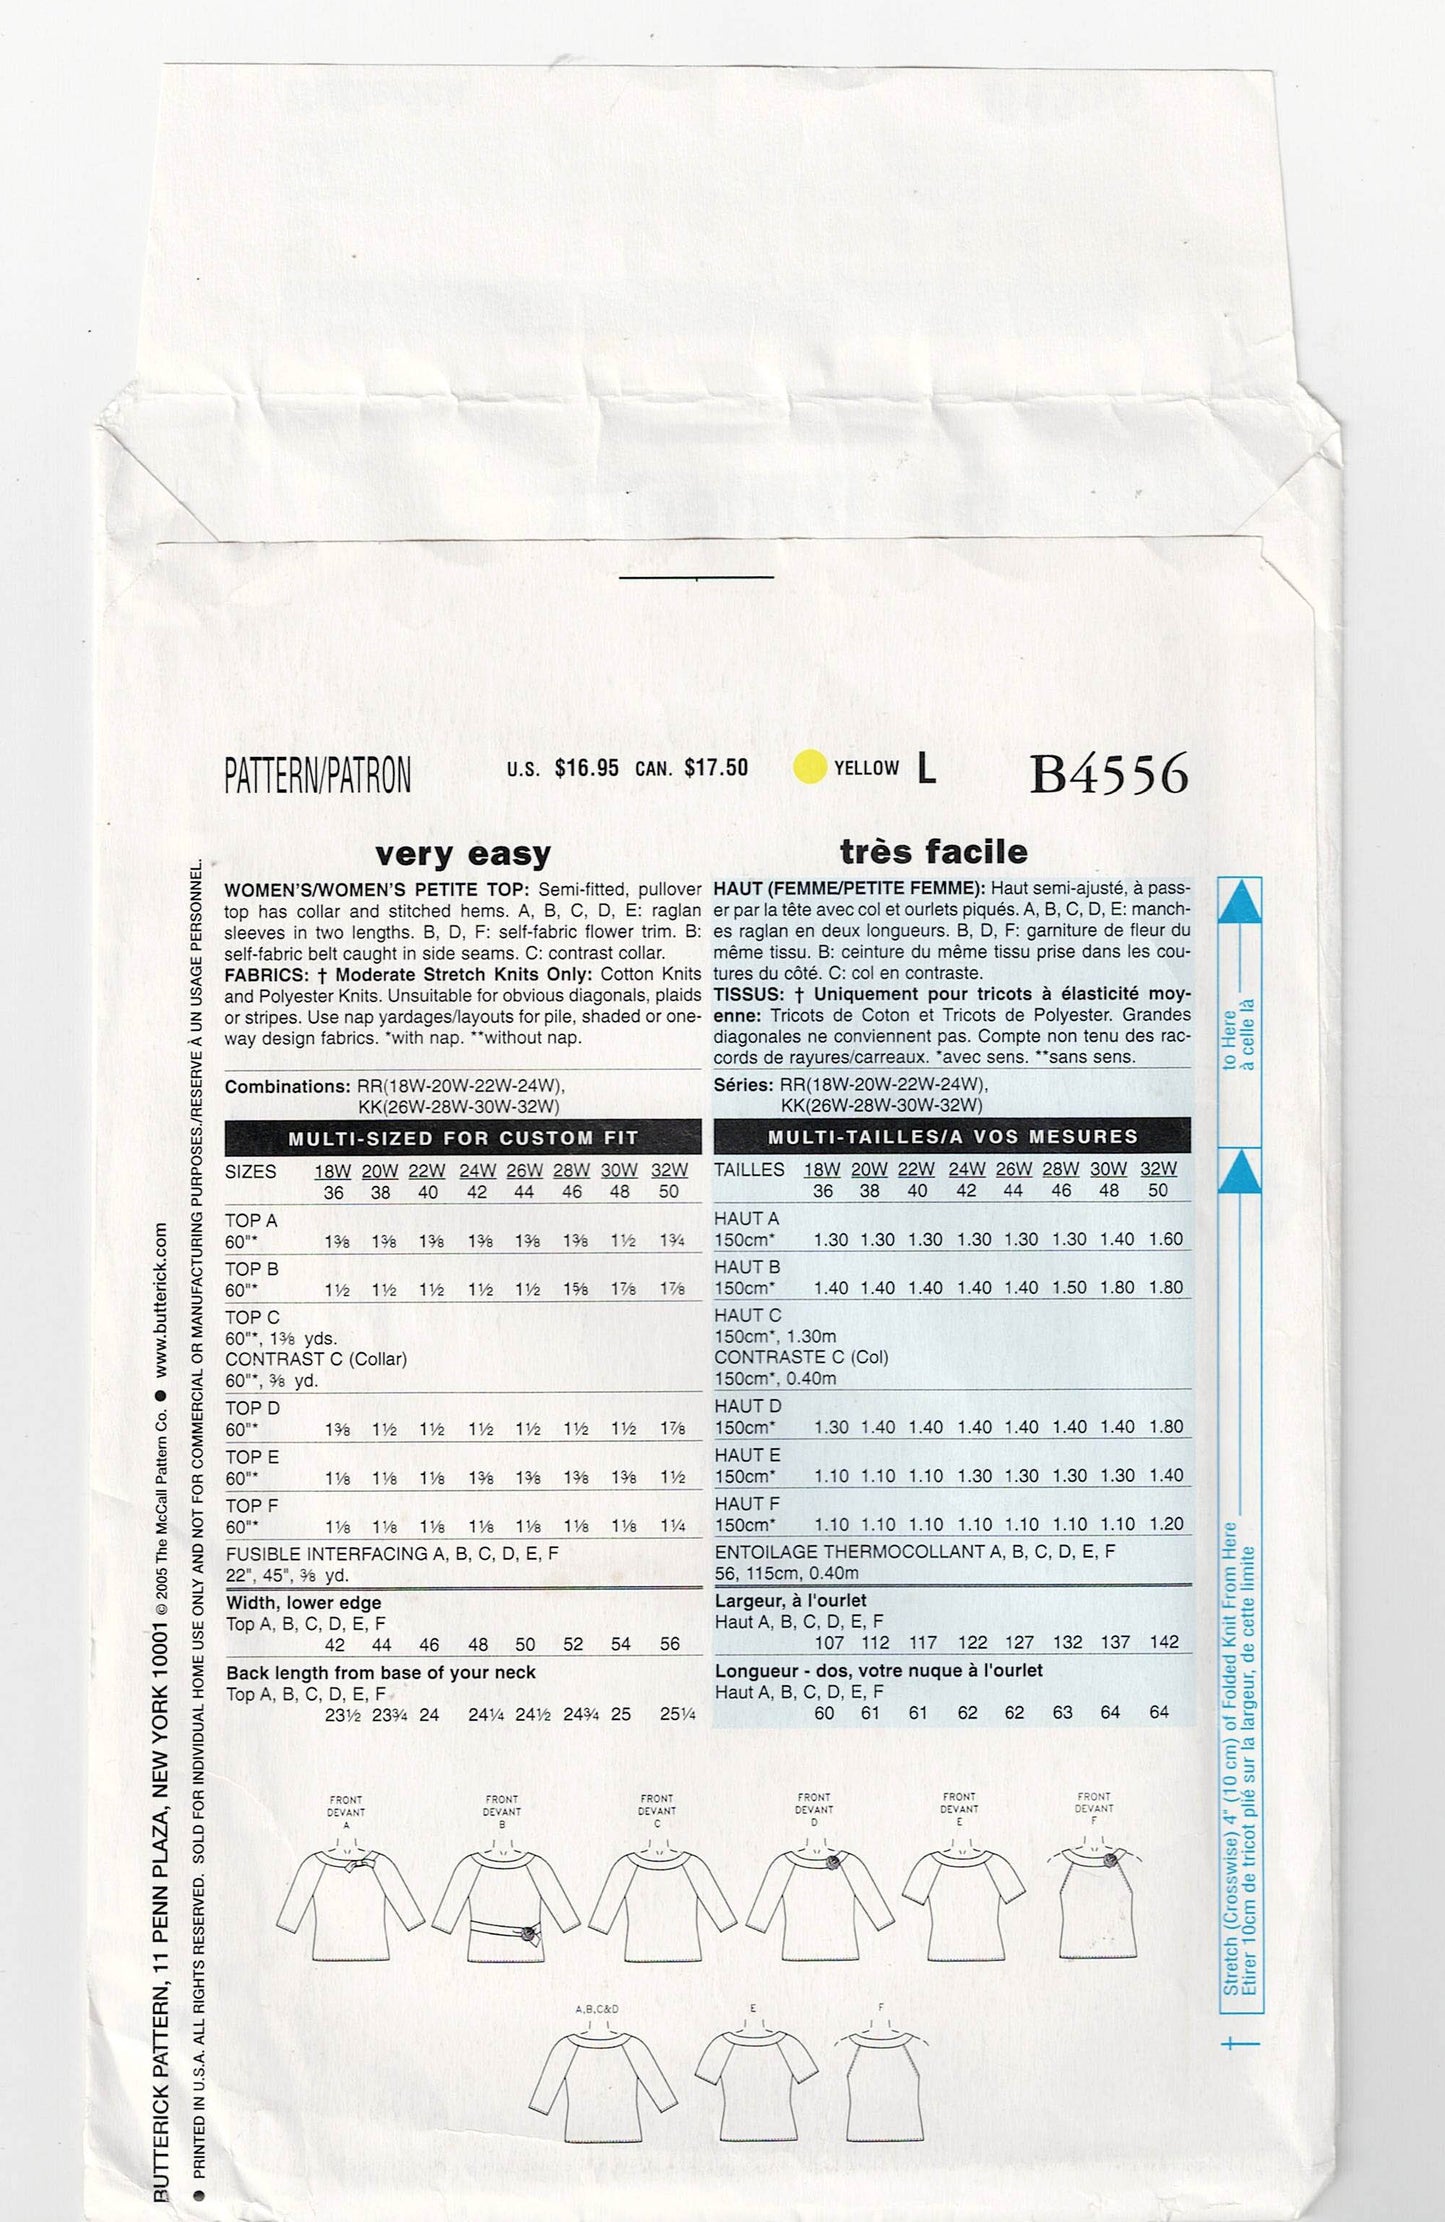 PATTERN/PATRON
U.S. $16.95 CAN. $17.50
YELLOW L
B4556
very easy
WOMEN'S/WOMEN'S PETITE TOP: Semi-fitted, pullover
top has collar and stitched hems. A, B, C, D, E: raglan
sleeves in two lengths. B, D, F: self-fabric flower trim. B:
self-fabric belt caught in side seams. C: contrast collar.
FABRICS: † Moderate Stretch Knits Only: Cotton Knits
and Polyester Knits. Unsuitable for obvious diagonals, plaids
or stripes. Use nap yardages/layouts for pile, shaded or one-
way design fabrics. *with nap. **without nap.
Combinations: RR(18W-20W-22W-24W),
KK(26W-28W-30W-32W)
MULTI-SIZED FOR CUSTOM FIT
SIZES 18W 20W 22W 24W 26W 28W 30W 32W
36 38 40 42 44 46 48 50
TOP A
60"* 1⅜ 1⅜ 1⅜ 1⅜ 1⅜ 1⅜ 1½ 1¾
TOP B
60"* 1½ 1½ 1½ 1½ 1½ 1⅝ 1⅞ 1⅞
TOP C
60"*, 1⅜ yds.
CONTRAST C (Collar)
60"*, ⅜ yd.
TOP D
60"* 1⅜ 1½ 1½ 1½ 1½ 1½ 1½ 1⅞
TOP E
60"* 1⅛ 1⅛ 1⅛ 1⅜ 1⅜ 1⅜ 1⅜ 1½
TOP F
60"* 1⅛ 1⅛ 1⅛ 1⅛ 1⅛ 1⅛ 1⅛ 1¼
FUSIBLE INTERFACING A, B, C, D, E, F
22", 45", ⅜ yd.
Width, lower edge
Top A, B, C, D, E, F
42 44 46 48 50 52 54 56
Back length from base of your neck
Top A, B, C, D, E, F
23½ 23¾ 24 24¼ 24½ 24¾ 25 25¼
très facile
HAUT (FEMME/PETITE FEMME): Haut semi-ajusté, à pass-
er par la tête avec col et ourlets piqués. A, B, C, D, E: manch-
es raglan en deux longueurs. B, D, F: garniture de fleur du
même tissu. B: ceinture du même tissu prise dans les cou-
tures du côté. C: col en contraste.
TISSUS: † Uniquement pour tricots à élasticité moy-
enne: Tricots de Coton et Tricots de Polyester. Grandes
diagonales ne conviennent pas. Compte non tenu des rac-
cords de rayures/carreaux. *avec sens. **sans sens.
Séries: RR(18W-20W-22W-24W),
KK(26W-28W-30W-32W)
MULTI-TAILLES/A VOS MESURES
TAILLES 18W 20W 22W 24W 26W 28W 30W 32W
36 38 40 42 44 46 48 50
HAUT A
150cm* 1.30 1.30 1.30 1.30 1.30 1.30 1.40 1.60
HAUT B
150cm* 1.40 1.40 1.40 1.40 1.40 1.50 1.80 1.80
HAUT C
150cm*, 1.30m
CONTRASTE C (Col)
150cm*, 0.40m
HAUT D
150cm* 1.30 1.40 1.40 1.40 1.40 1.40 1.40 1.80
HAUT E
150cm* 1.10 1.10 1.10 1.30 1.30 1.30 1.30 1.40
HAUT F
150cm* 1.10 1.10 1.10 1.10 1.10 1.10 1.10 1.20
ENTOILAGE THERMOCOLLANT A, B, C, D, E, F
56, 115cm, 0.40m
Largeur, à l'ourlet
Haut A, B, C, D, E, F
107 112 117 122 127 132 137 142
Longueur - dos, votre nuque à l'ourlet
Haut A, B, C, D, E, F
60 61 61 62 62 63 64 64
FRONT
DEVANT
A
FRONT
DEVANT
B
FRONT
DEVANT
C
FRONT
DEVANT
D
FRONT
DEVANT
E
FRONT
DEVANT
F
A,B,C&D
E
F
BUTTERICK PATTERN, 11 PENN PLAZA, NEW YORK 10001 © 2005 The McCall Pattern Co. ● www.butterick.com
● PRINTED IN U.S.A. ALL RIGHTS RESERVED. SOLD FOR INDIVIDUAL HOME USE ONLY AND NOT FOR COMMERCIAL OR MANUFACTURING PURPOSES./RESERVE À UN USAGE PERSONNEL.
† Stretch (Crosswise) 4" (10 cm) of Folded Knit From Here
Etirer 10cm de tricot plié sur la largeur, de cette limite
to Here
à celle là